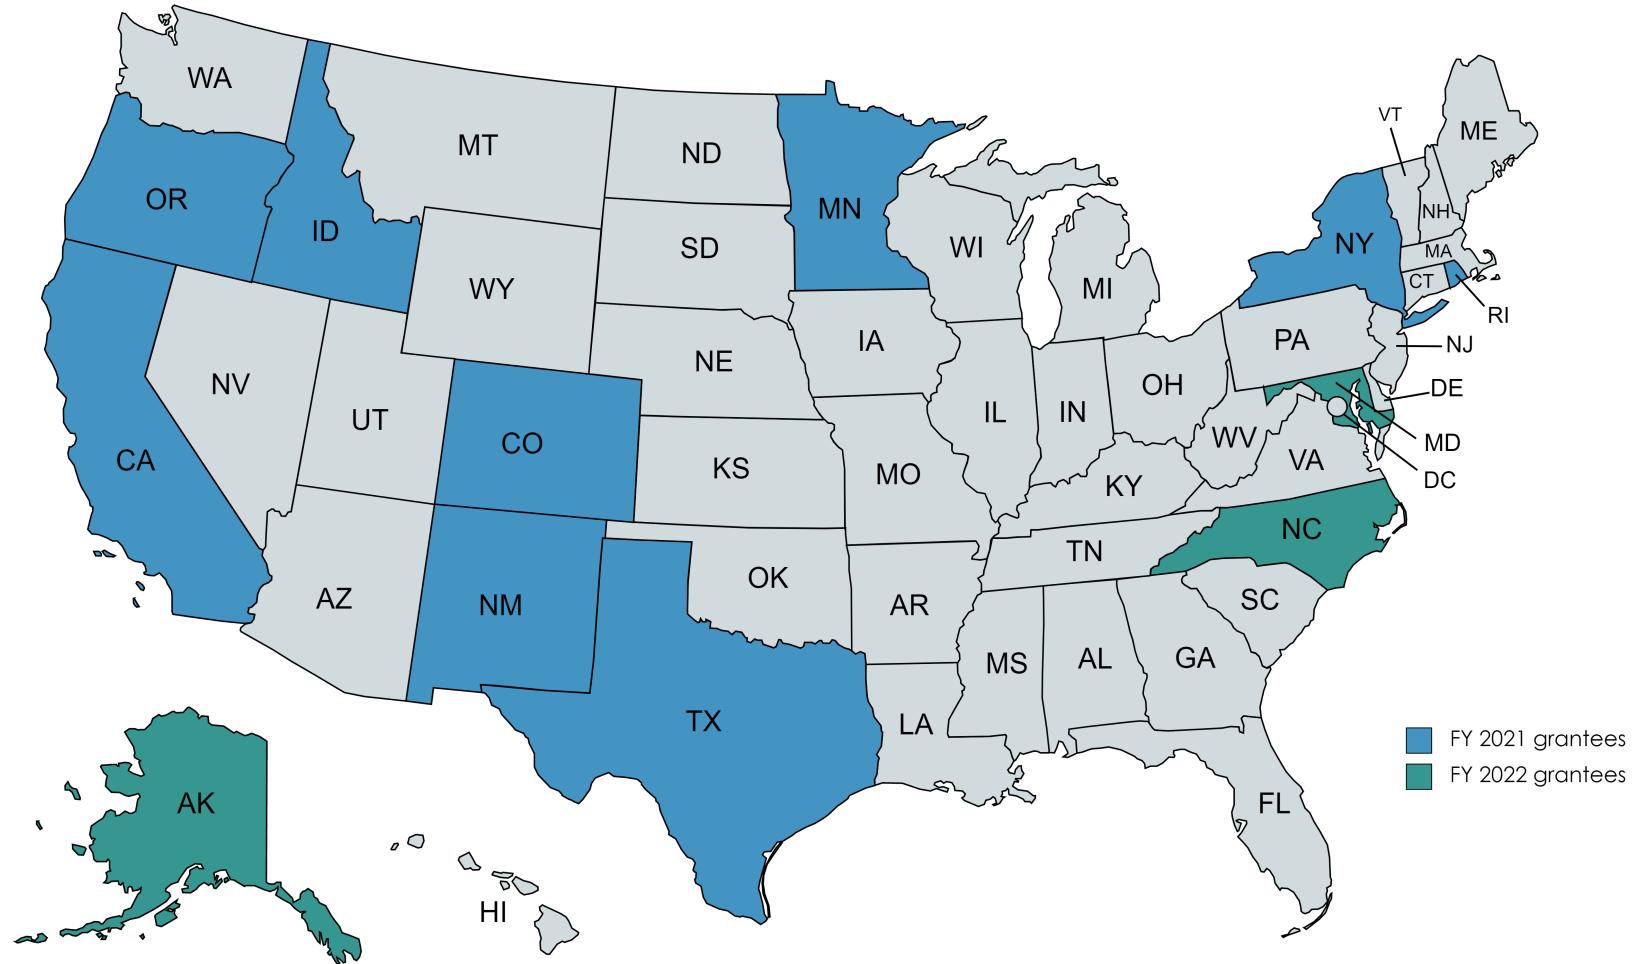 WA
VT
ME
MT
ND
OR
MN
NH
ID
NY
WI
SD
MA
CT
WY
MI
RI
PA
IA
NJ
NE
NV
OH
DE
IL
IN
UT
CO
WV
MD
CA
VA
KS
MO
DC
KY
NC
TN
OK
AZ
NM
AR
SC
MS
AL
GA
TX
LA
FY 2021 grantees
FY 2022 grantees
AK
FL
HI